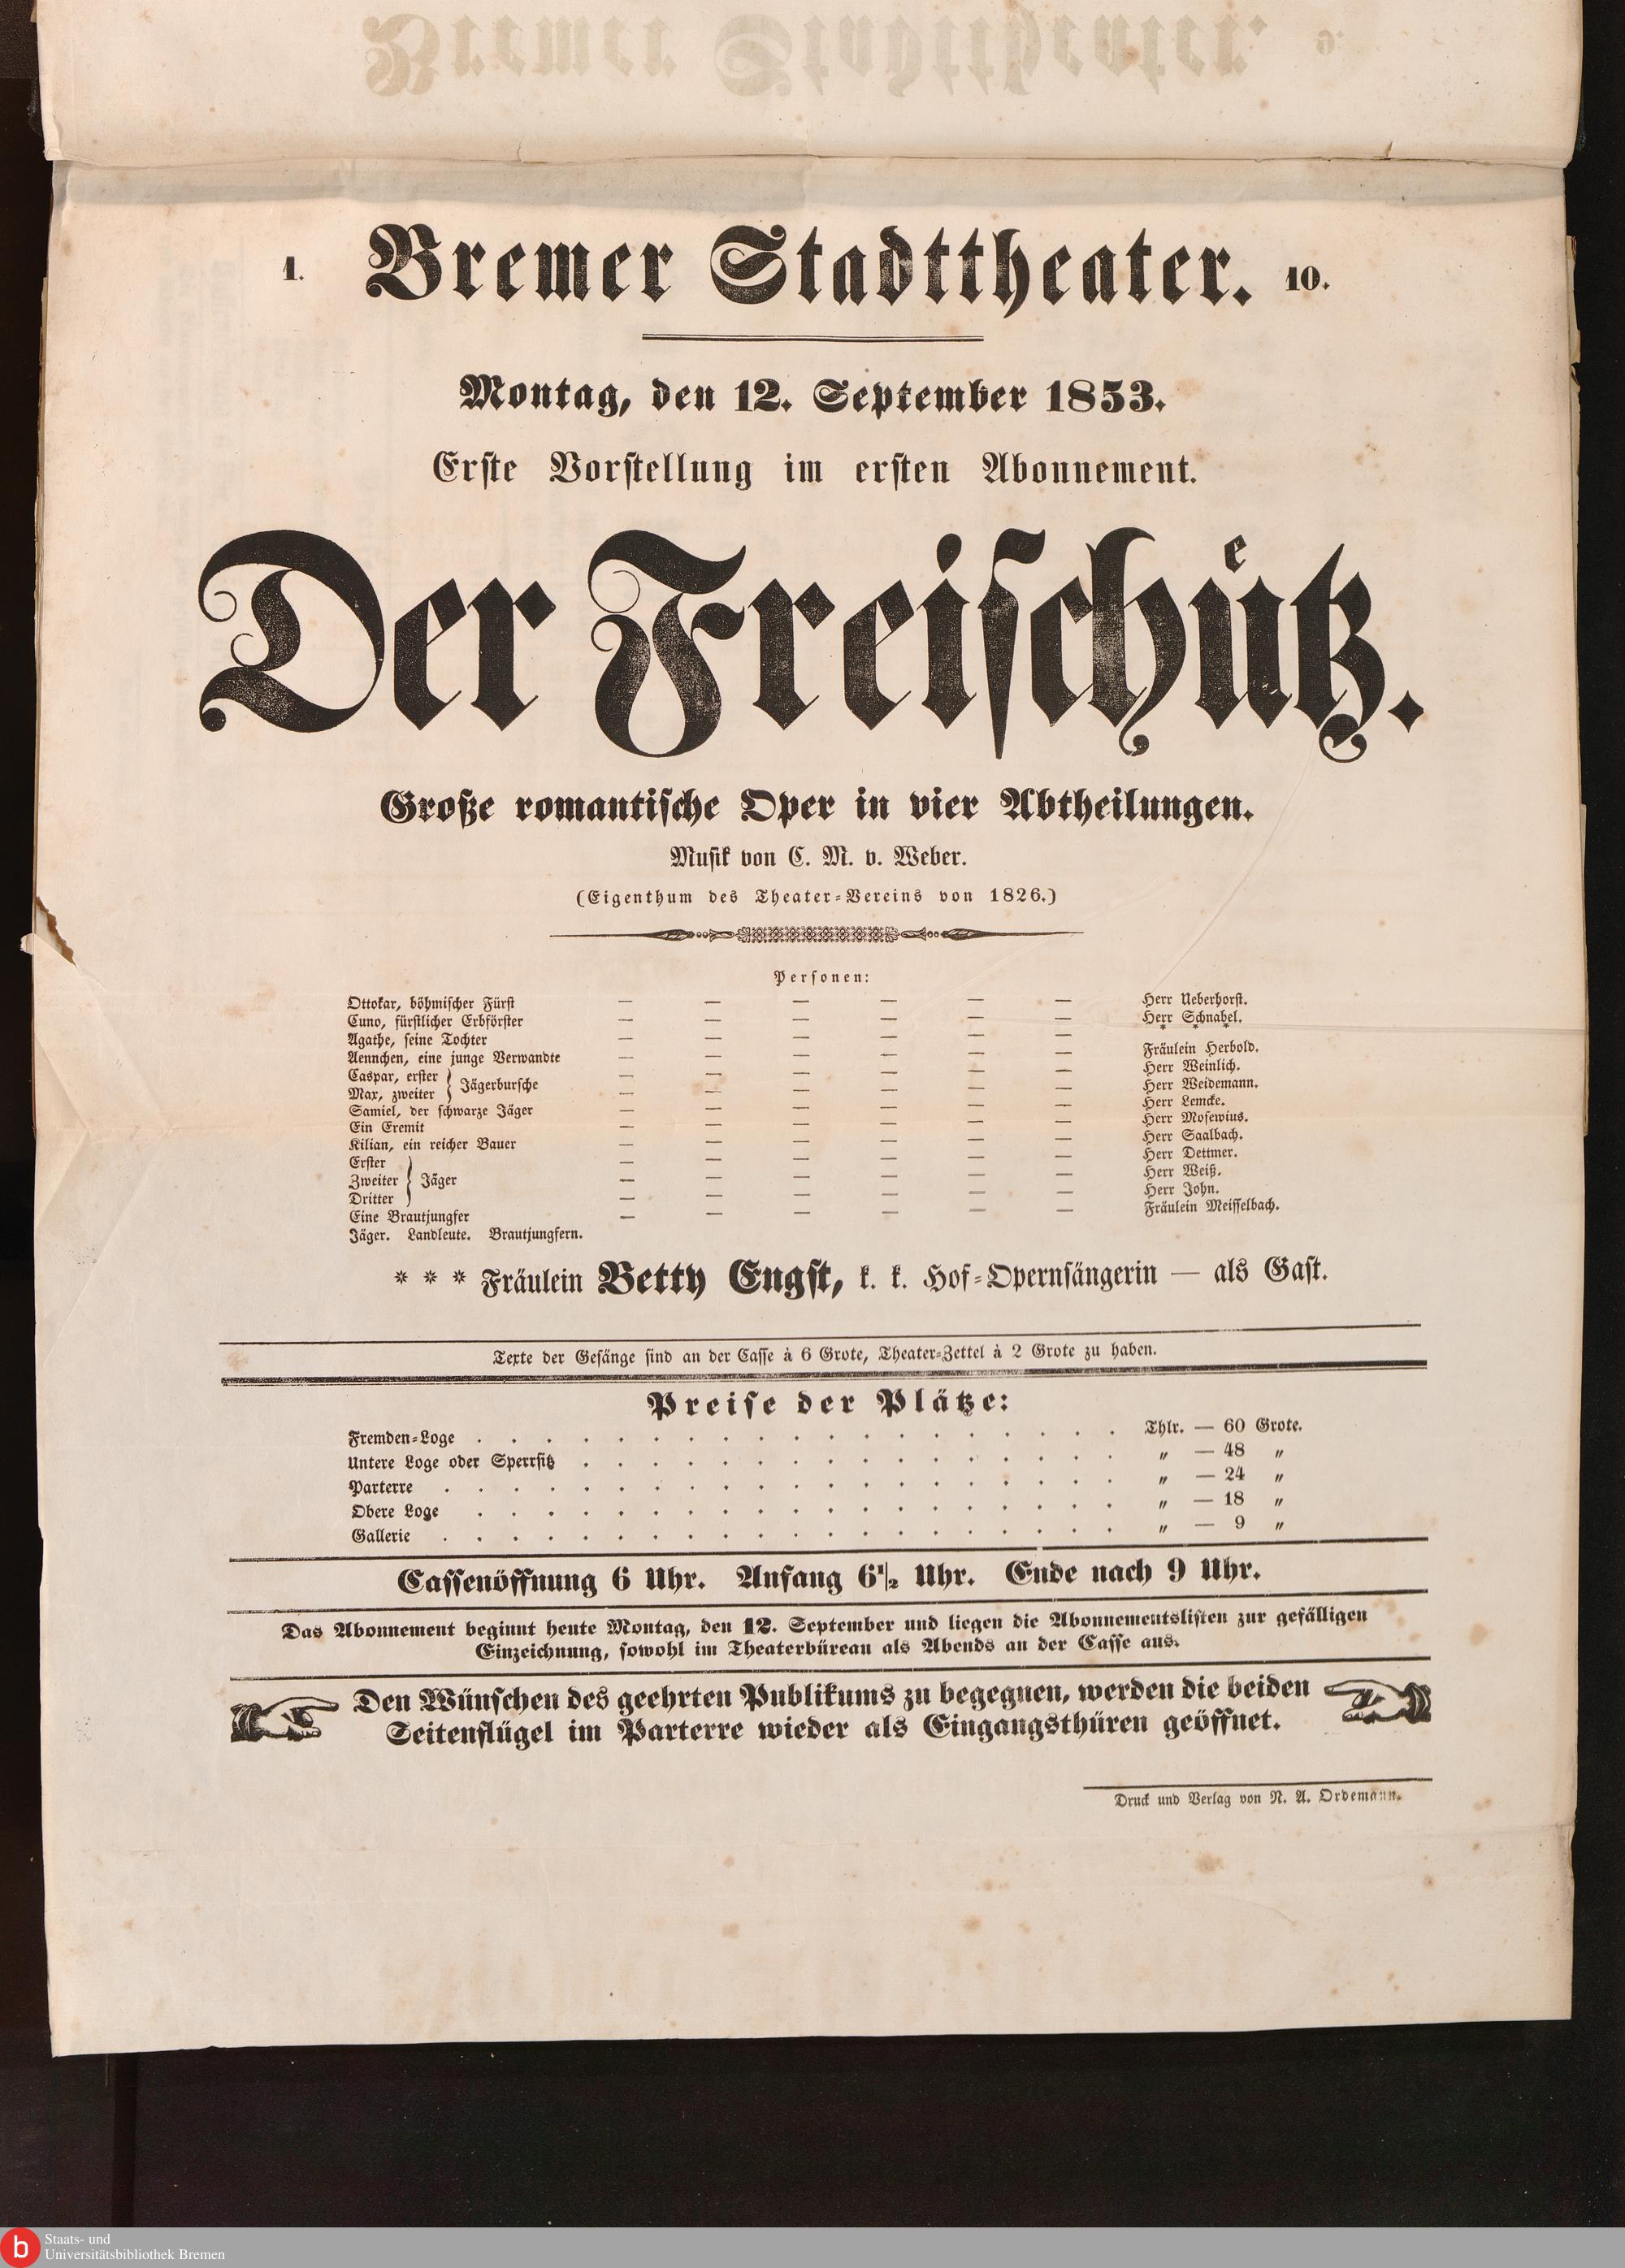 1. Bremer Stadttheater. 10.
Montag, den 12. September 1853.
Erste Vorstellung im ersten Abonnement.
Der Freischütz.
Große romantische Oper in vier Abtheilungen.
Musik von C. M. v. Weber.
(Eigenthum des Theater-Vereins von 1826.)
Personen:
Ottokar, böhmischer Fürst — — — — — — Herr Ueberhorst.
Cuno, fürstlicher Erbförster — — — — — — Herr Schnabel.
Agathe, seine Tochter — — — — — — * * *
Aennchen, eine junge Verwandte — — — — — — Fräulein Herbold.
Caspar, erster } Jägerbursche — — — — — — Herr Weinlich.
Max, zweiter — — — — — — Herr Weidemann.
Samiel, der schwarze Jäger — — — — — — Herr Lemcke.
Ein Eremit — — — — — — Herr Mosewius.
Kilian, ein reicher Bauer — — — — — — Herr Saalbach.
Erster — — — — — — Herr Dettmer.
Zweiter } Jäger — — — — — — Herr Weiß.
Dritter — — — — — — Herr John.
Eine Brautjungfer — — — — — — Fräulein Meisselbach.
Jäger. Landleute. Brautjungfern.
* * * Fräulein Betty Engst, k. k. Hof-Opernsängerin — als Gast.
Texte der Gesänge sind an der Casse à 6 Grote, Theater-Zettel à 2 Grote zu haben.
Preise der Plätze:
Fremden-Loge . . . . . . . . . . . . . . . . . . . Thlr. — 60 Grote.
Untere Loge oder Sperrsitz . . . . . . . . . . . . . . . . „ — 48 „
Parterre . . . . . . . . . . . . . . . . . . . . „ — 24 „
Obere Loge . . . . . . . . . . . . . . . . . . . „ — 18 „
Gallerie . . . . . . . . . . . . . . . . . . . . „ — 9 „
Cassenöffnung 6 Uhr. Anfang 6½ Uhr. Ende nach 9 Uhr.
Das Abonnement beginnt heute Montag, den 12. September und liegen die Abonnementslisten zur gefälligen
Einzeichnung, sowohl im Theaterbüreau als Abends an der Casse aus.
Den Wünschen des geehrten Publikums zu begegnen, werden die beiden
Seitenflügel im Parterre wieder als Eingangsthüren geöffnet.
Druck und Verlag von N. A. Ordemann.
b Staats- und
Universitätsbibliothek Bremen